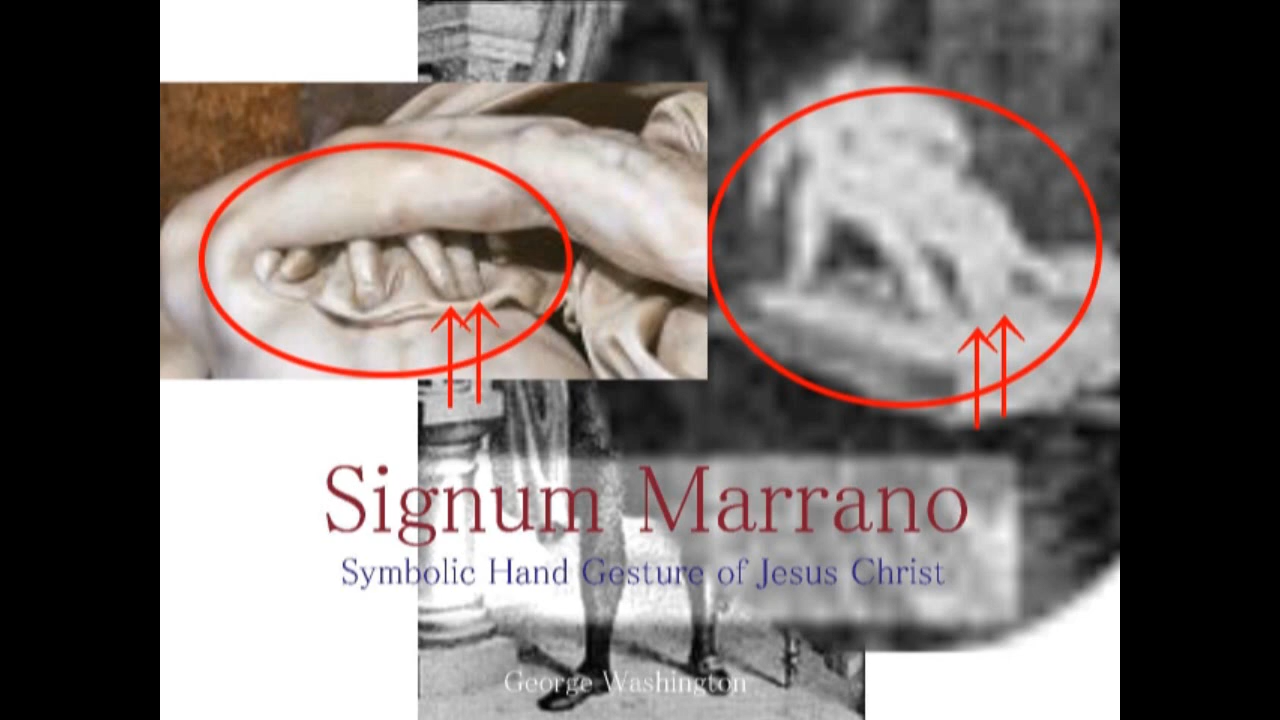 Signum Marrano
Symbolic Hand Gesture of Jesus Christ
George Washington